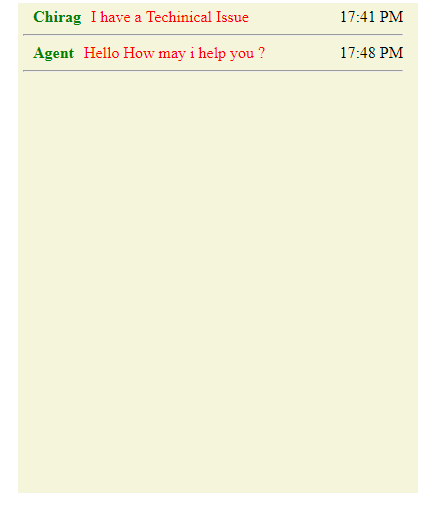 Chirag I have a Techinical Issue 17:41 PM
Agent Hello How may i help you ? 17:48 PM